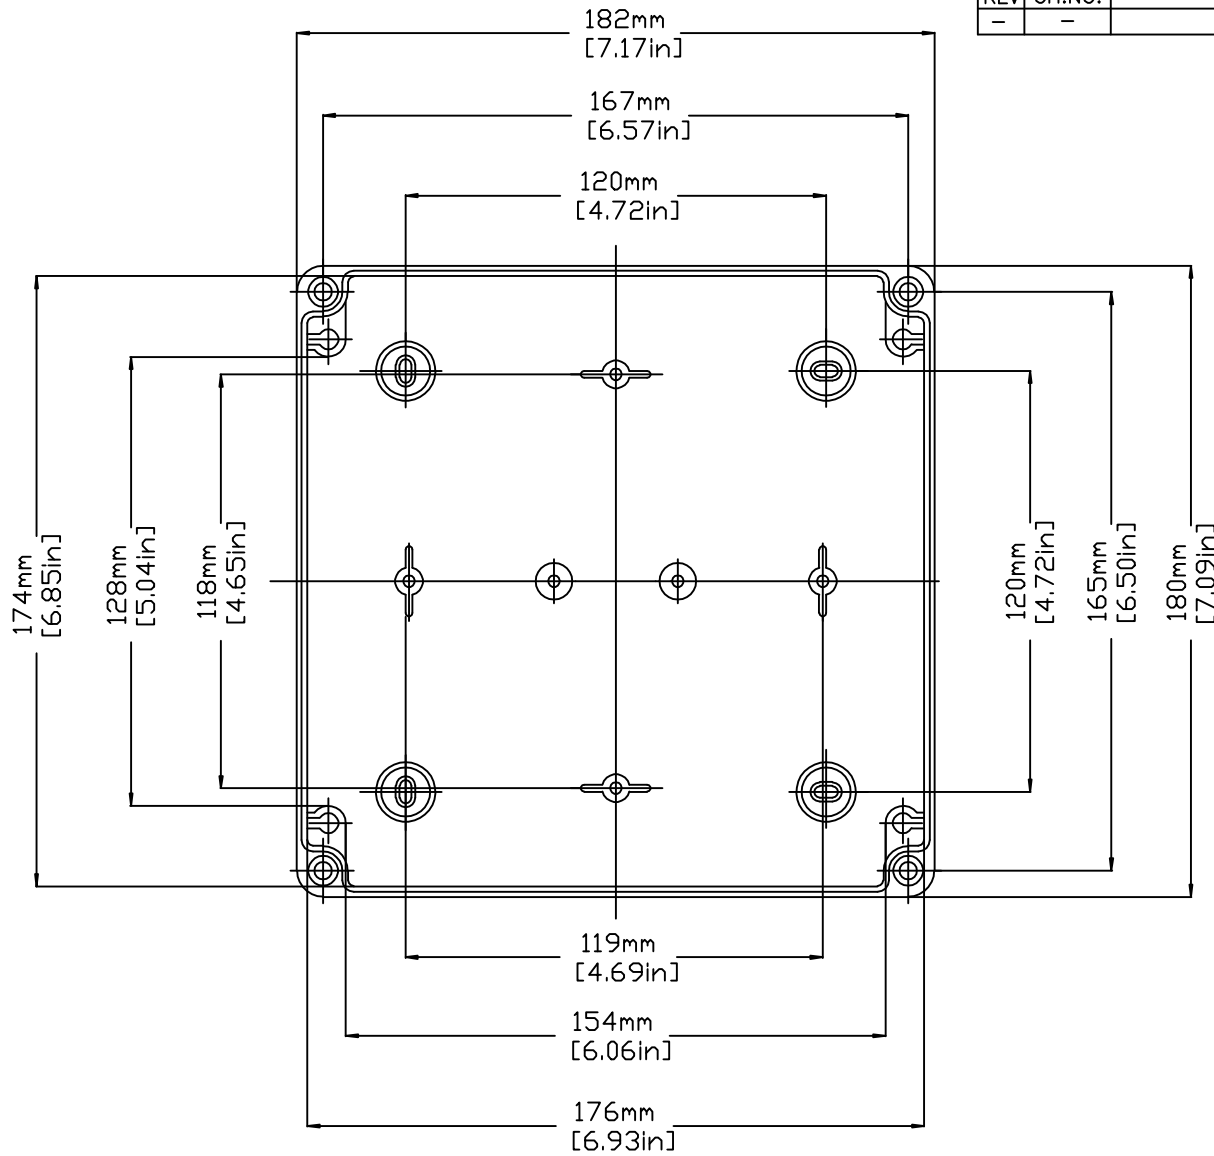 182mm
[7.17in]
167mm
[6.57in]
120mm
[4.72in]
174mm
[6.85in]
128mm
[5.04in]
118mm
[4.65in]
120mm
[4.72in]
165mm
[6.50in]
180mm
[7.09in]
119mm
[4.69in]
154mm
[6.06in]
176mm
[6.93in]
– –